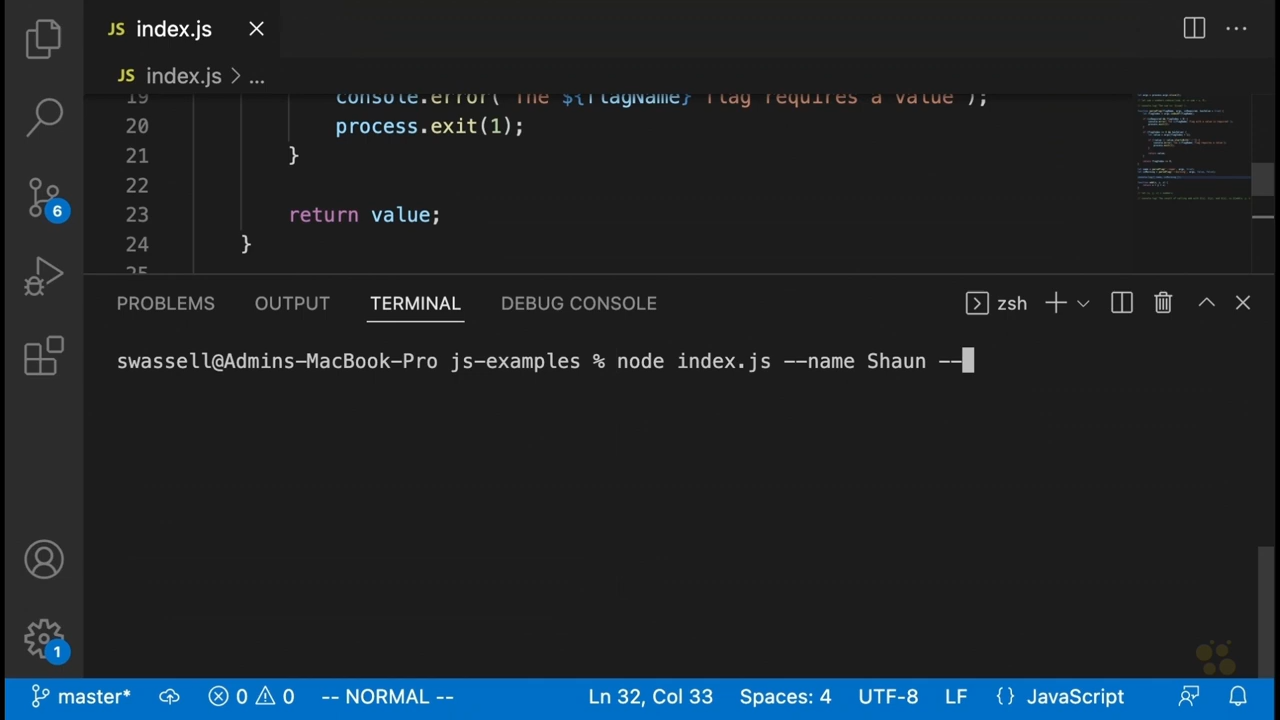 JS index.js
JS index.js > ...
19 console.error(`The ${flagName} flag requires a value`);
20 process.exit(1);
21 }
22
23 return value;
24 }
25
6
PROBLEMS OUTPUT TERMINAL DEBUG CONSOLE zsh
swassell@Admins-MacBook-Pro js-examples % node index.js --name Shaun --
1
master* 0 0 -- NORMAL -- Ln 32, Col 33 Spaces: 4 UTF-8 LF {} JavaScript